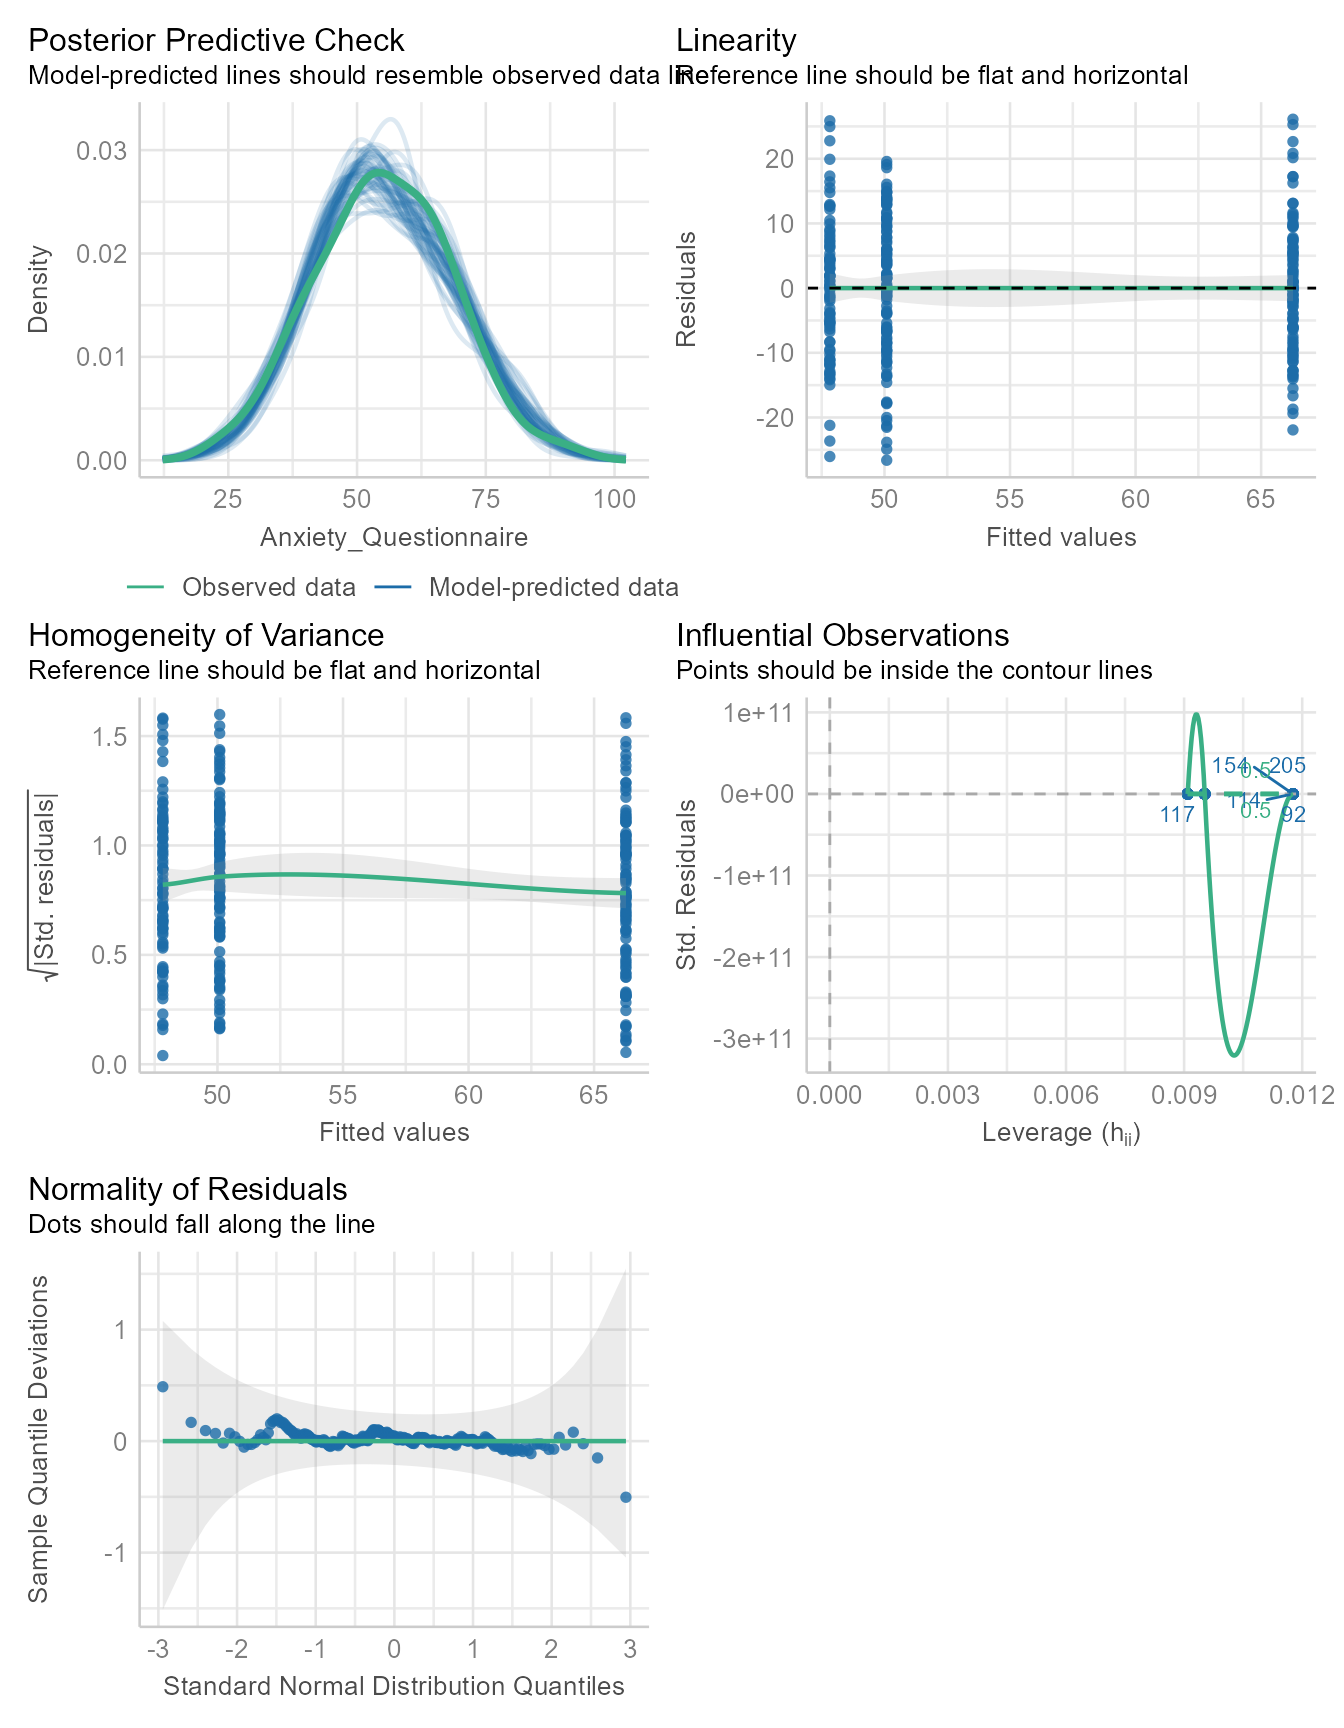 Posterior Predictive Check
Model-predicted lines should resemble observed data line
0.03
0.02
0.01
0.00
Density
25 50 75 100
Anxiety_Questionnaire
Observed data Model-predicted data
Linearity
Reference line should be flat and horizontal
20
10
0
-10
-20
Residuals
50 55 60 65
Fitted values
Homogeneity of Variance
Reference line should be flat and horizontal
1.5
1.0
0.5
0.0
√|Std. residuals|
50 55 60 65
Fitted values
Influential Observations
Points should be inside the contour lines
1e+11
0e+00
-1e+11
-2e+11
-3e+11
Std. Residuals
154 0.5 205
114
117 0.5 92
0.000 0.003 0.006 0.009 0.012
Leverage (hii)
Normality of Residuals
Dots should fall along the line
1
0
-1
Sample Quantile Deviations
-3 -2 -1 0 1 2 3
Standard Normal Distribution Quantiles